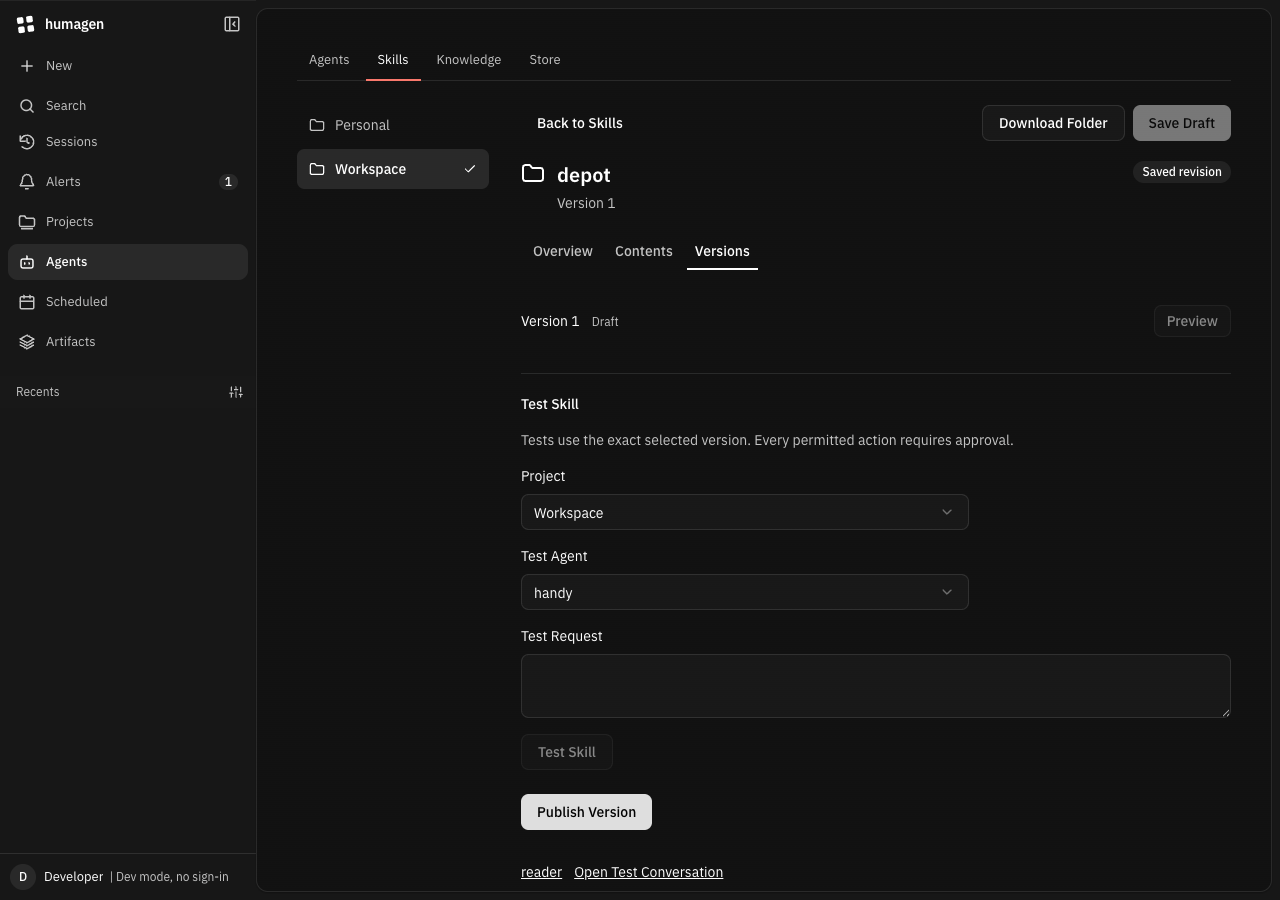 humagen
New
Search
Sessions
Alerts 1
Projects
Agents
Scheduled
Artifacts
Recents
D Developer | Dev mode, no sign-in
Agents Skills Knowledge Store
Personal
Workspace
Back to Skills Download Folder Save Draft
depot Saved revision
Version 1
Overview Contents Versions
Version 1 Draft Preview
Test Skill
Tests use the exact selected version. Every permitted action requires approval.
Project
Workspace
Test Agent
handy
Test Request
Test Skill
Publish Version
reader Open Test Conversation